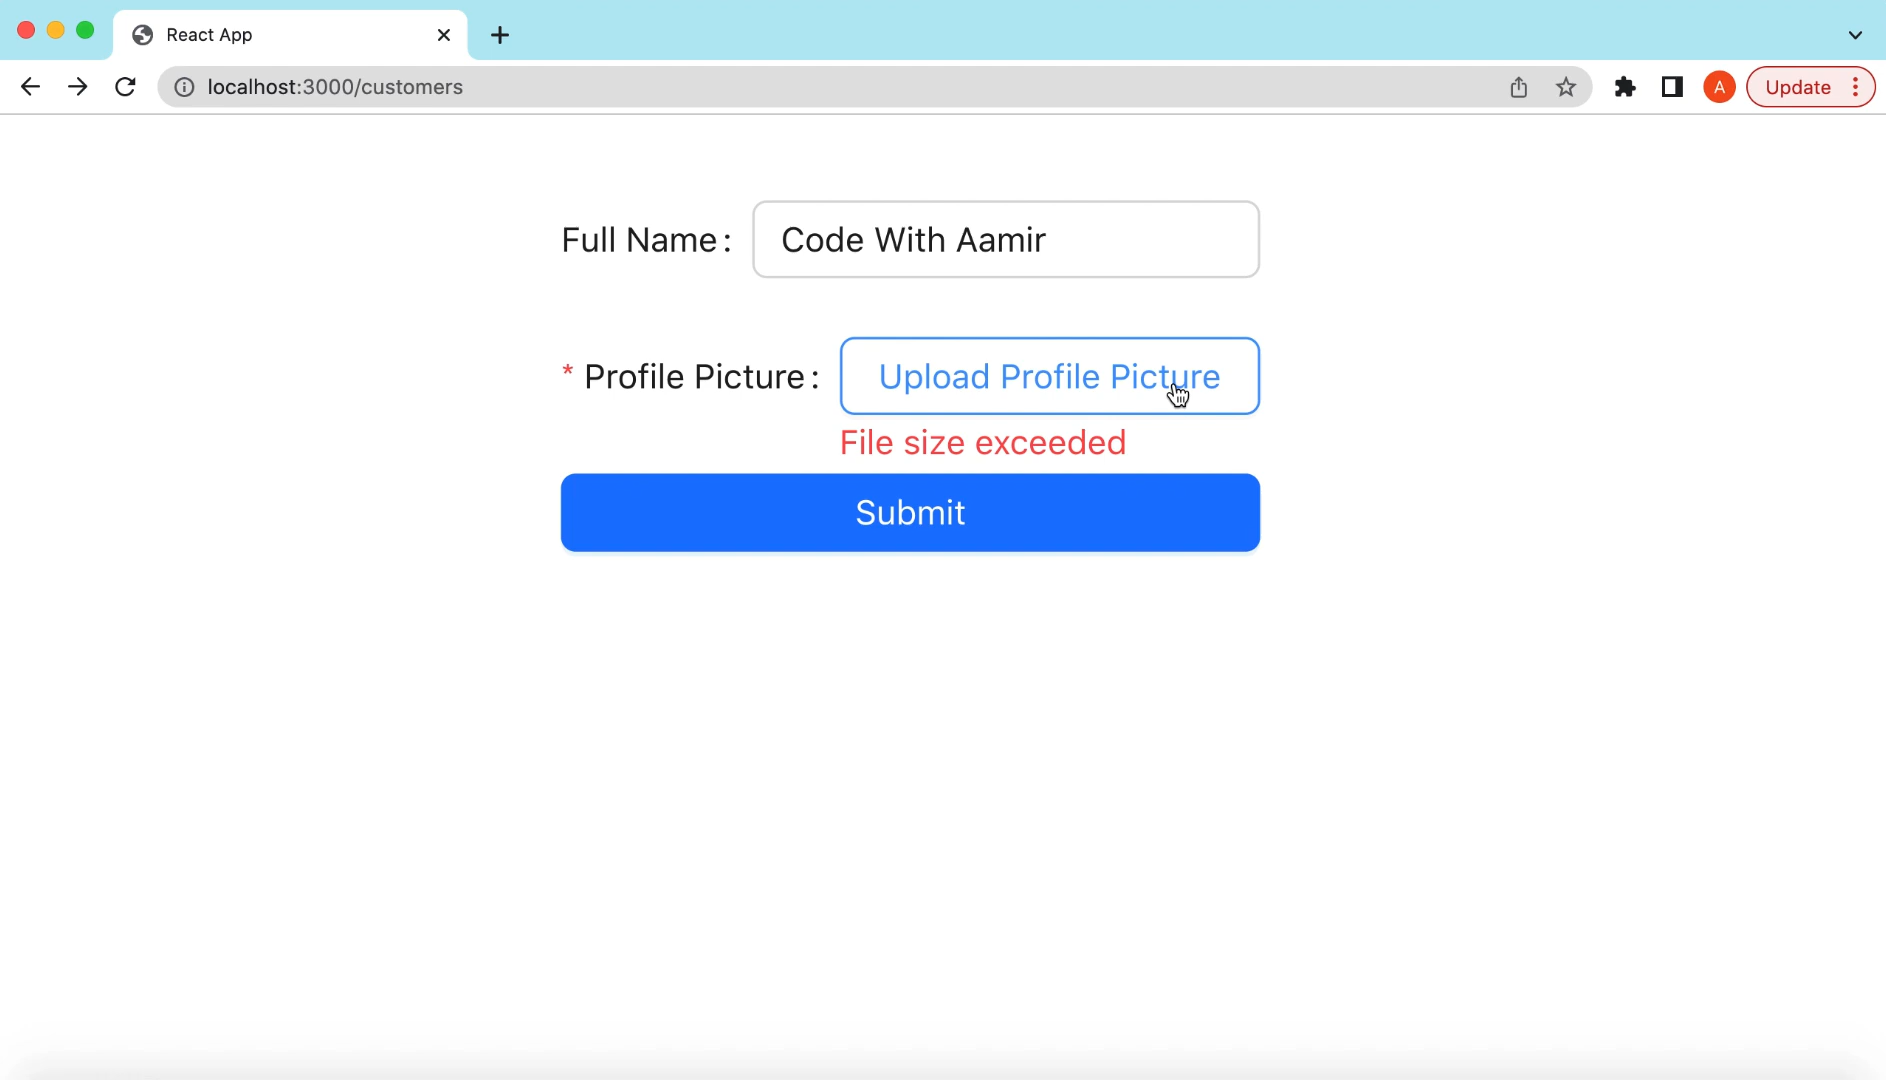 React App
localhost:3000/customers
A
Update
Full Name :
Code With Aamir
* Profile Picture :
Upload Profile Picture
File size exceeded
Submit